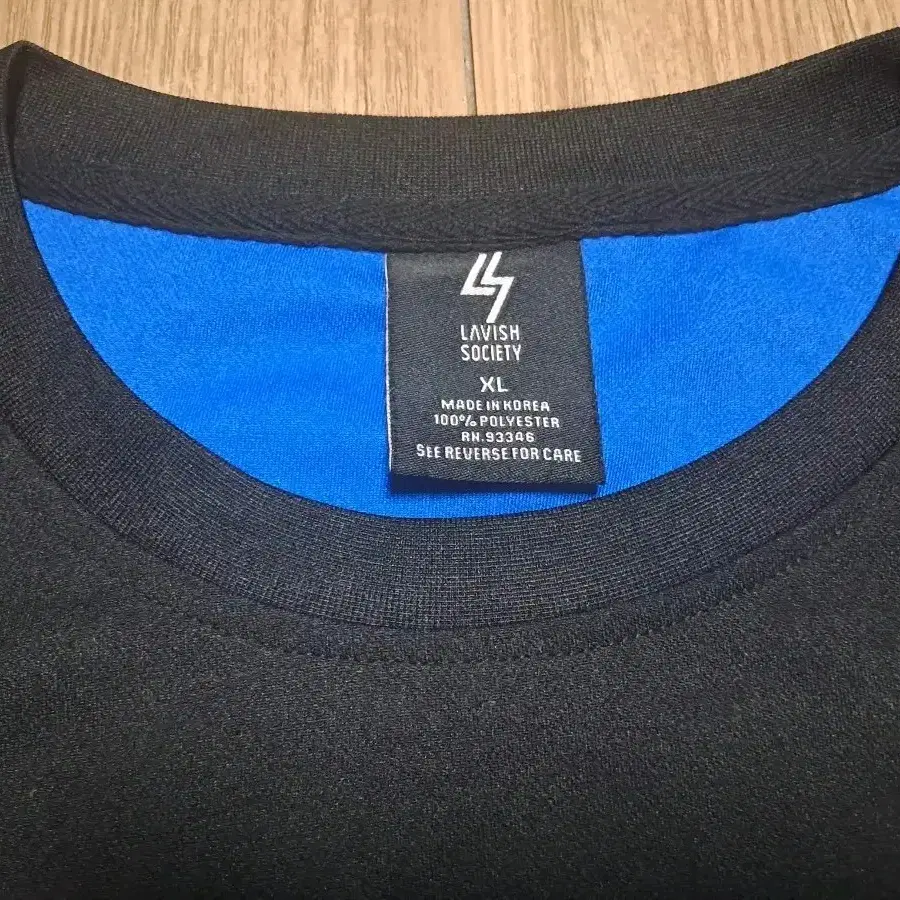 LAVISH
SOCIETY
XL
MADE IN KOREA
100% POLYESTER
RN.93346
SEE REVERSE FOR CARE